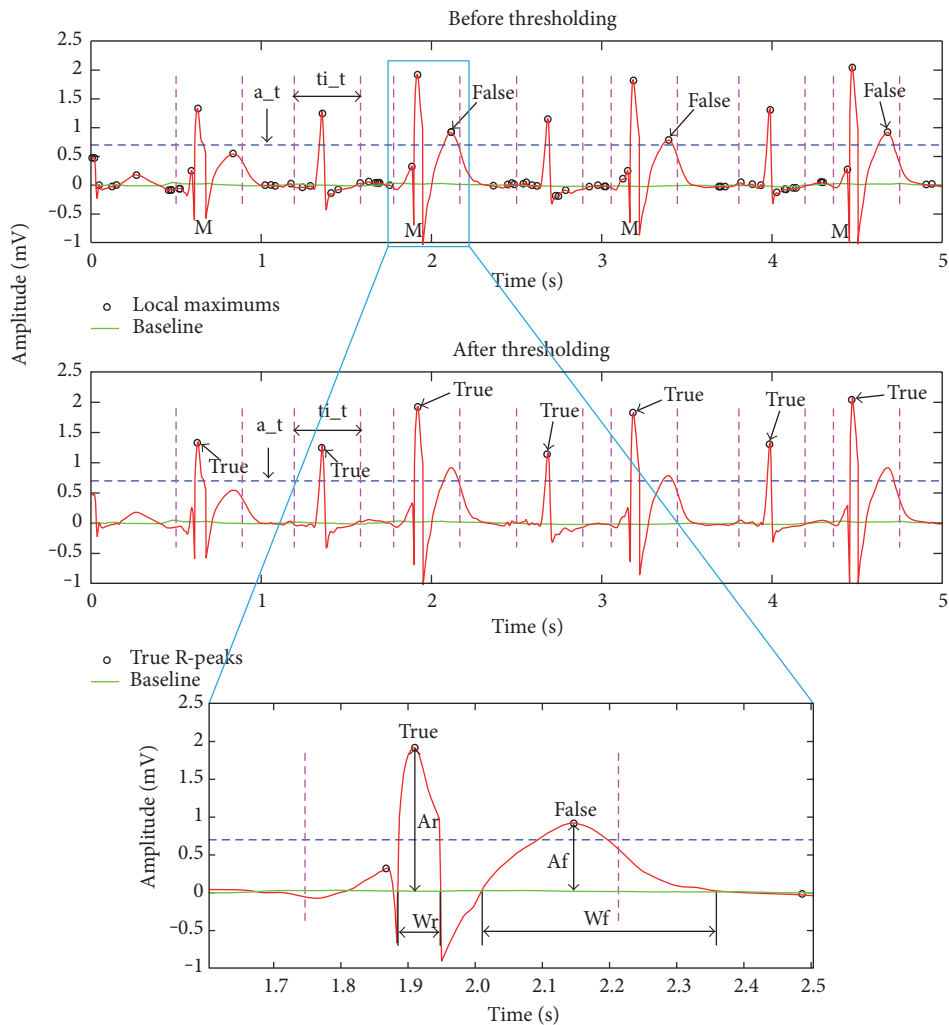 Before thresholding
2.5
2
1.5
1
0.5
0
−0.5
−1
a_t
ti_t
False
False
False
M
M
M
M
0
1
2
3
4
5
Time (s)
Amplitude (mV)
Local maximums
Baseline
After thresholding
2.5
2
1.5
1
0.5
0
−0.5
−1
a_t
ti_t
True
True
True
True
True
True
True
0
1
2
3
4
5
Time (s)
True R-peaks
Baseline
2.5
2
1.5
1
0.5
0
−0.5
−1
Amplitude (mV)
True
False
Ar
Af
Wr
Wf
1.7
1.8
1.9
2.0
2.1
2.2
2.3
2.4
2.5
Time (s)